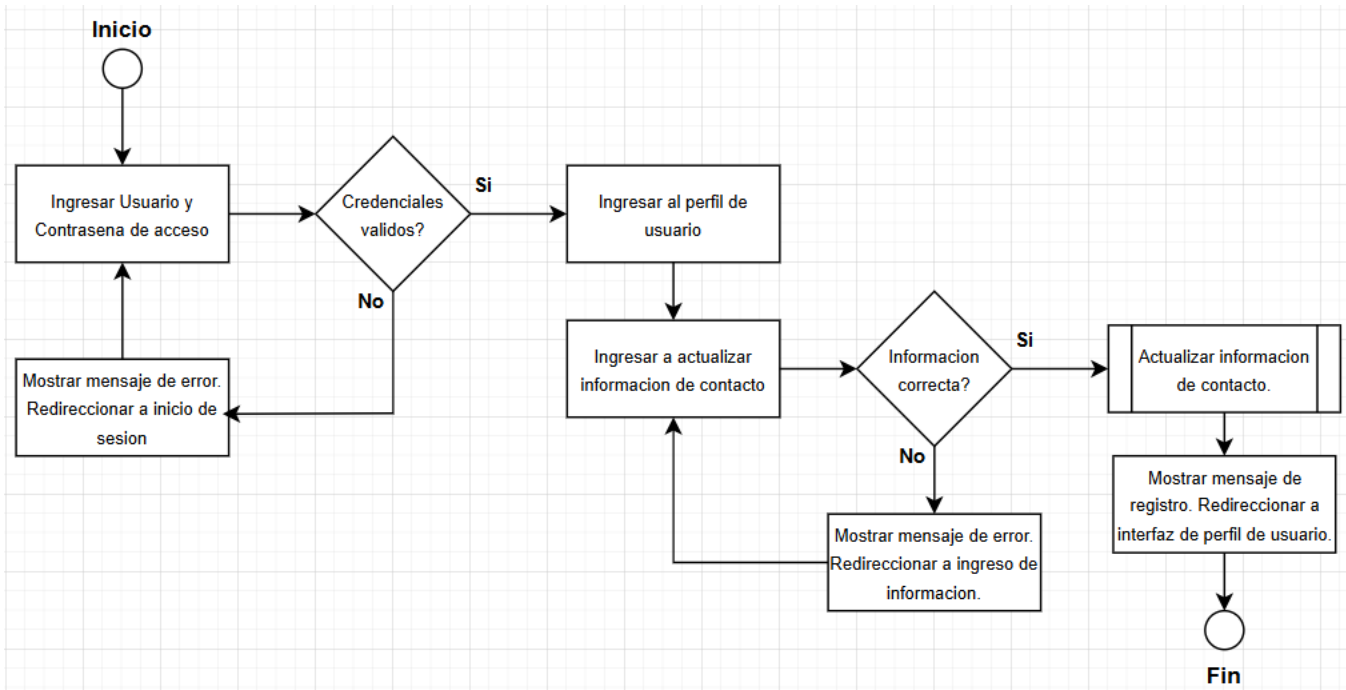 Inicio
Ingresar Usuario y
Contrasena de acceso
Credenciales
validos?
Si
No
Mostrar mensaje de error.
Redireccionar a inicio de
sesion
Ingresar al perfil de
usuario
Ingresar a actualizar
informacion de contacto
Informacion
correcta?
Si
No
Mostrar mensaje de error.
Redireccionar a ingreso de
informacion.
Actualizar informacion
de contacto.
Mostrar mensaje de
registro. Redireccionar a
interfaz de perfil de usuario.
Fin